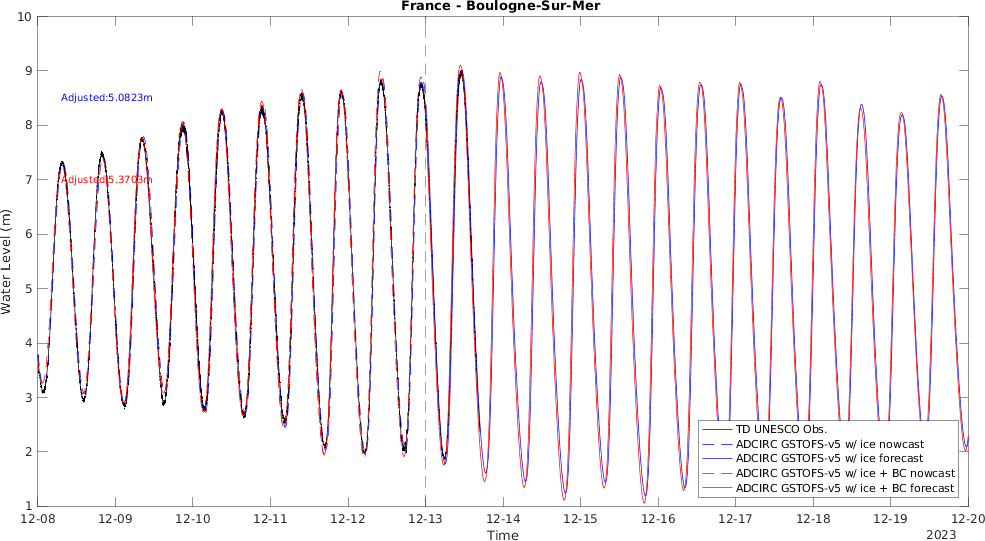 France - Boulogne-Sur-Mer
Water Level (m)
10
9
8
7
6
5
4
3
2
1
Adjusted:5.0823m
Adjusted:5.3703m
TD UNESCO Obs.
ADCIRC GSTOFS-v5 w/ ice nowcast
ADCIRC GSTOFS-v5 w/ ice forecast
ADCIRC GSTOFS-v5 w/ ice + BC nowcast
ADCIRC GSTOFS-v5 w/ ice + BC forecast
12-08 12-09 12-10 12-11 12-12 12-13 12-14 12-15 12-16 12-17 12-18 12-19 12-20
Time
2023